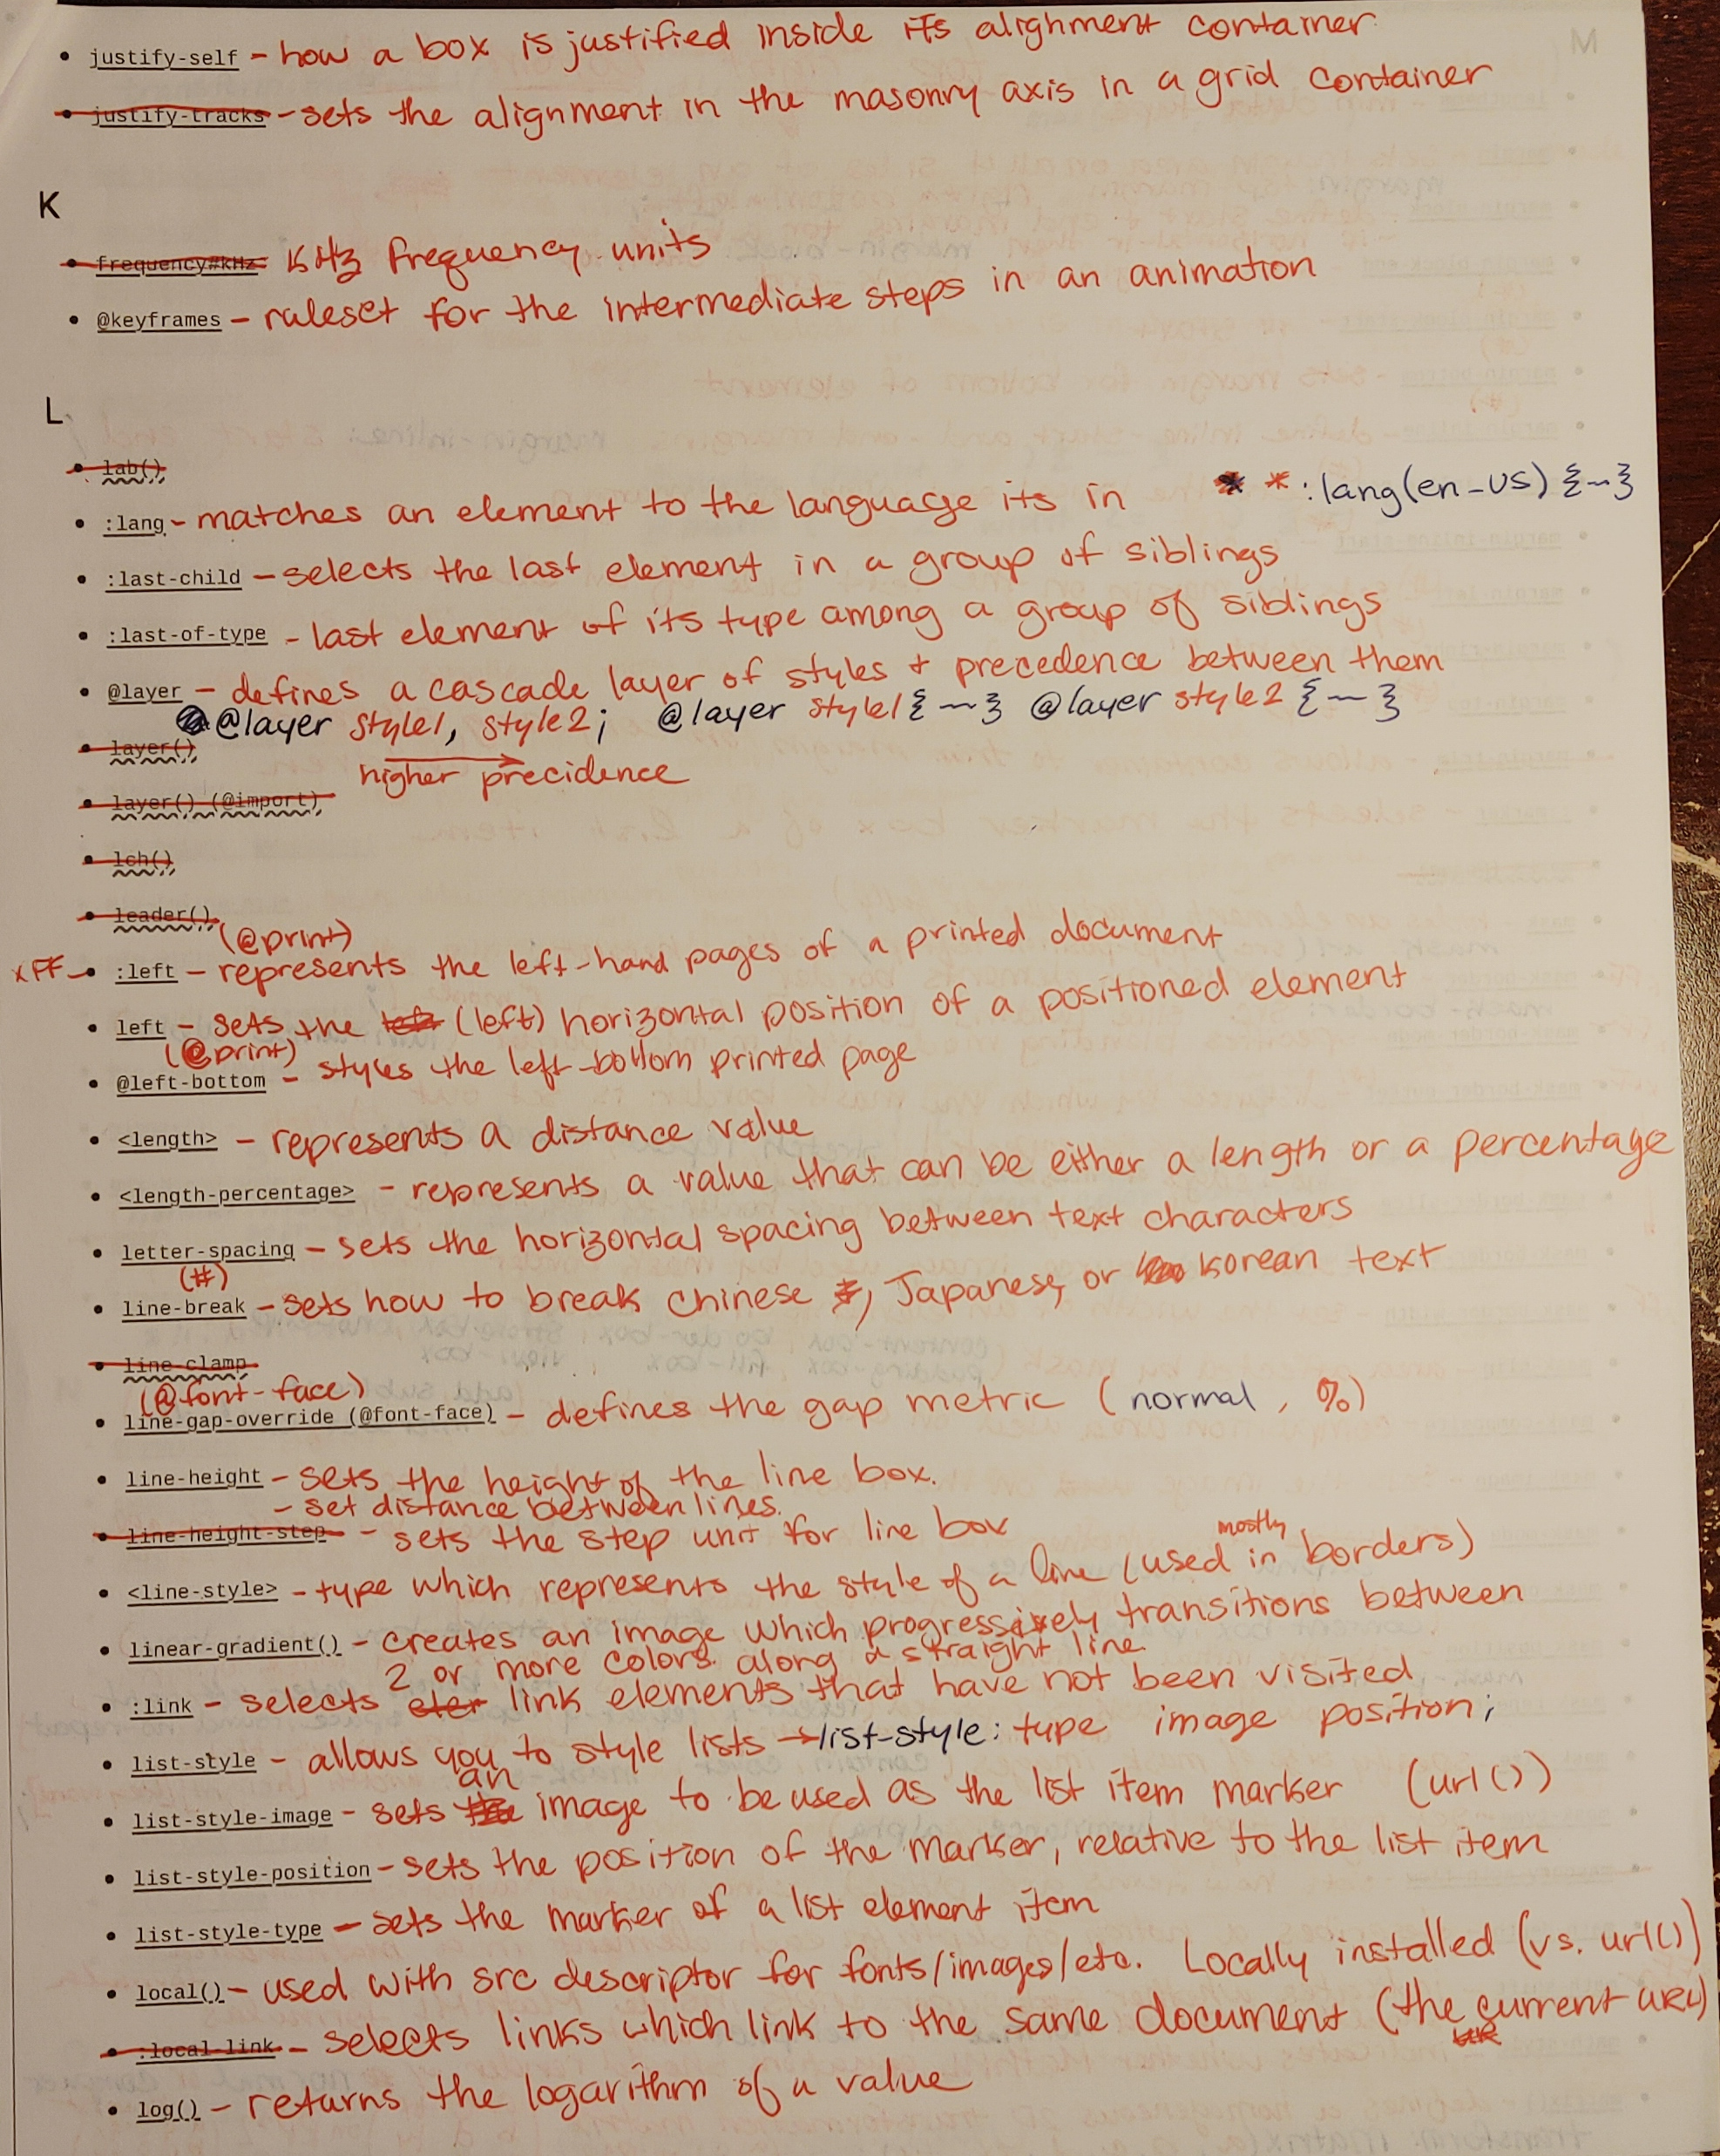 • justify-self - how a box is justified inside its alighment container
• justify-tracks - sets the alignment in the masonry axis in a grid container
K
• frequency#kHz KHz frequency units
• @keyframes - ruleset for the intermediate steps in an animation
L
• lab()
• :lang - matches an element to the language its in * :lang(en-US) {~}
• :last-child - selects the last element in a group of siblings
• :last-of-type - last element of its type among a group of siblings
• @layer - defines a cascade layer of styles + precedence between them
@layer style1, style2; @layer style1 {~} @layer style2 {~}
• layer()
higher precidence
• layer() (@import)
• lch()
• leader()
(@print)
xFF • :left - represents the left-hand pages of a printed document
• left - sets the (left) horizontal position of a positioned element
(@print)
• @left-bottom - styles the left-bottom printed page
• <length> - represents a distance value
• <length-percentage> - represents a value that can be either a length or a percentage
• letter-spacing - sets the horizontal spacing between text characters
(#)
• line-break - sets how to break chinese, Japanese, or korean text
• line-clamp
(@font-face)
• line-gap-override (@font-face) - defines the gap metric (normal, %)
• line-height - sets the height of the line box.
- set distance between lines.
• line-height-step - sets the step unit for line box
mostly
• <line-style> - type which represents the style of a line (used in borders)
• linear-gradient() - creates an image which progressively transitions between
2 or more colors along a straight line.
• :link - selects link elements that have not been visited
• list-style - allows you to style lists → list-style: type image position;
an
• list-style-image - sets image to be used as the list item marker (url())
• list-style-position - sets the position of the marker, relative to the list item
• list-style-type - sets the marker of a list element item
• local() - used with src descriptor for fonts/images/etc. Locally installed (vs. url())
• :local-link - selects links which link to the same document (the current URL)
• log() - returns the logarithm of a value